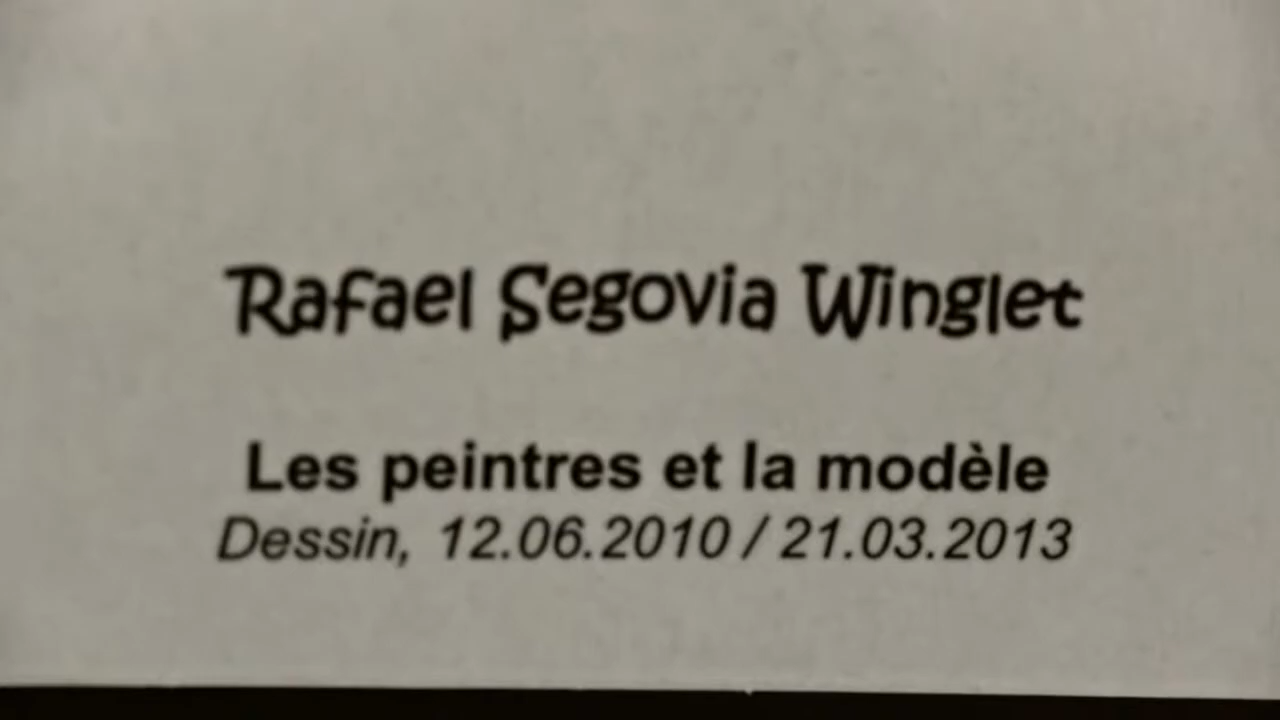 Rafael Segovia Winglet
Les peintres et la modèle
Dessin, 12.06.2010 / 21.03.2013